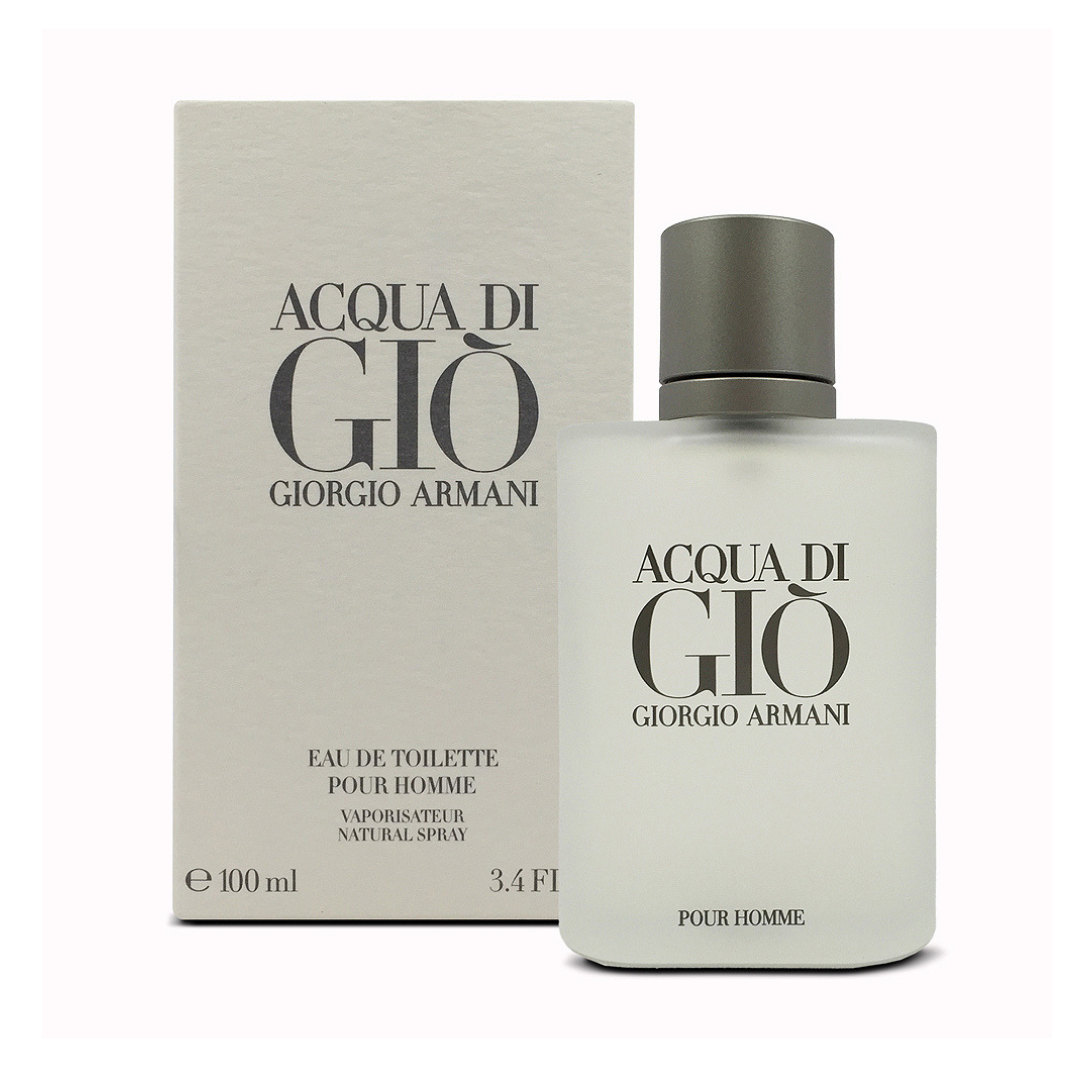 ACQUA DI
GIÒ
GIORGIO ARMANI
EAU DE TOILETTE
POUR HOMME
VAPORISATEUR
NATURAL SPRAY
℮ 100 ml
3.4
ACQUA DI
GIÒ
GIORGIO ARMANI
POUR HOMME